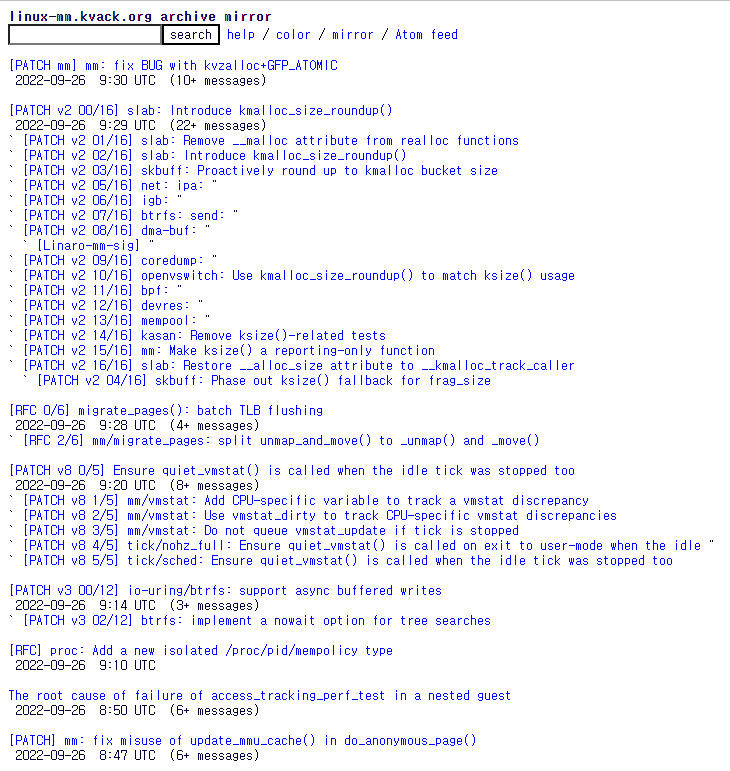 linux-mm.kvack.org archive mirror
search help / color / mirror / Atom feed
[PATCH mm] mm: fix BUG with kvzalloc+GFP_ATOMIC
2022-09-26  9:30 UTC  (10+ messages)
[PATCH v2 00/16] slab: Introduce kmalloc_size_roundup()
2022-09-26  9:29 UTC  (22+ messages)
` [PATCH v2 01/16] slab: Remove __malloc attribute from realloc functions
` [PATCH v2 02/16] slab: Introduce kmalloc_size_roundup()
` [PATCH v2 03/16] skbuff: Proactively round up to kmalloc bucket size
` [PATCH v2 05/16] net: ipa: "
` [PATCH v2 06/16] igb: "
` [PATCH v2 07/16] btrfs: send: "
` [PATCH v2 08/16] dma-buf: "
` [Linaro-mm-sig] "
` [PATCH v2 09/16] coredump: "
` [PATCH v2 10/16] openvswitch: Use kmalloc_size_roundup() to match ksize() usage
` [PATCH v2 11/16] bpf: "
` [PATCH v2 12/16] devres: "
` [PATCH v2 13/16] mempool: "
` [PATCH v2 14/16] kasan: Remove ksize()-related tests
` [PATCH v2 15/16] mm: Make ksize() a reporting-only function
` [PATCH v2 16/16] slab: Restore __alloc_size attribute to __kmalloc_track_caller
` [PATCH v2 04/16] skbuff: Phase out ksize() fallback for frag_size
[RFC 0/6] migrate_pages(): batch TLB flushing
2022-09-26  9:28 UTC  (4+ messages)
` [RFC 2/6] mm/migrate_pages: split unmap_and_move() to _unmap() and _move()
[PATCH v8 0/5] Ensure quiet_vmstat() is called when the idle tick was stopped too
2022-09-26  9:20 UTC  (8+ messages)
` [PATCH v8 1/5] mm/vmstat: Add CPU-specific variable to track a vmstat discrepancy
` [PATCH v8 2/5] mm/vmstat: Use vmstat_dirty to track CPU-specific vmstat discrepancies
` [PATCH v8 3/5] mm/vmstat: Do not queue vmstat_update if tick is stopped
` [PATCH v8 4/5] tick/nohz_full: Ensure quiet_vmstat() is called on exit to user-mode when the idle "
` [PATCH v8 5/5] tick/sched: Ensure quiet_vmstat() is called when the idle tick was stopped too
[PATCH v3 00/12] io-uring/btrfs: support async buffered writes
2022-09-26  9:14 UTC  (3+ messages)
` [PATCH v3 02/12] btrfs: implement a nowait option for tree searches
[RFC] proc: Add a new isolated /proc/pid/mempolicy type
2022-09-26  9:10 UTC
The root cause of failure of access_tracking_perf_test in a nested guest
2022-09-26  8:50 UTC  (6+ messages)
[PATCH] mm: fix misuse of update_mmu_cache() in do_anonymous_page()
2022-09-26  8:47 UTC  (6+ messages)